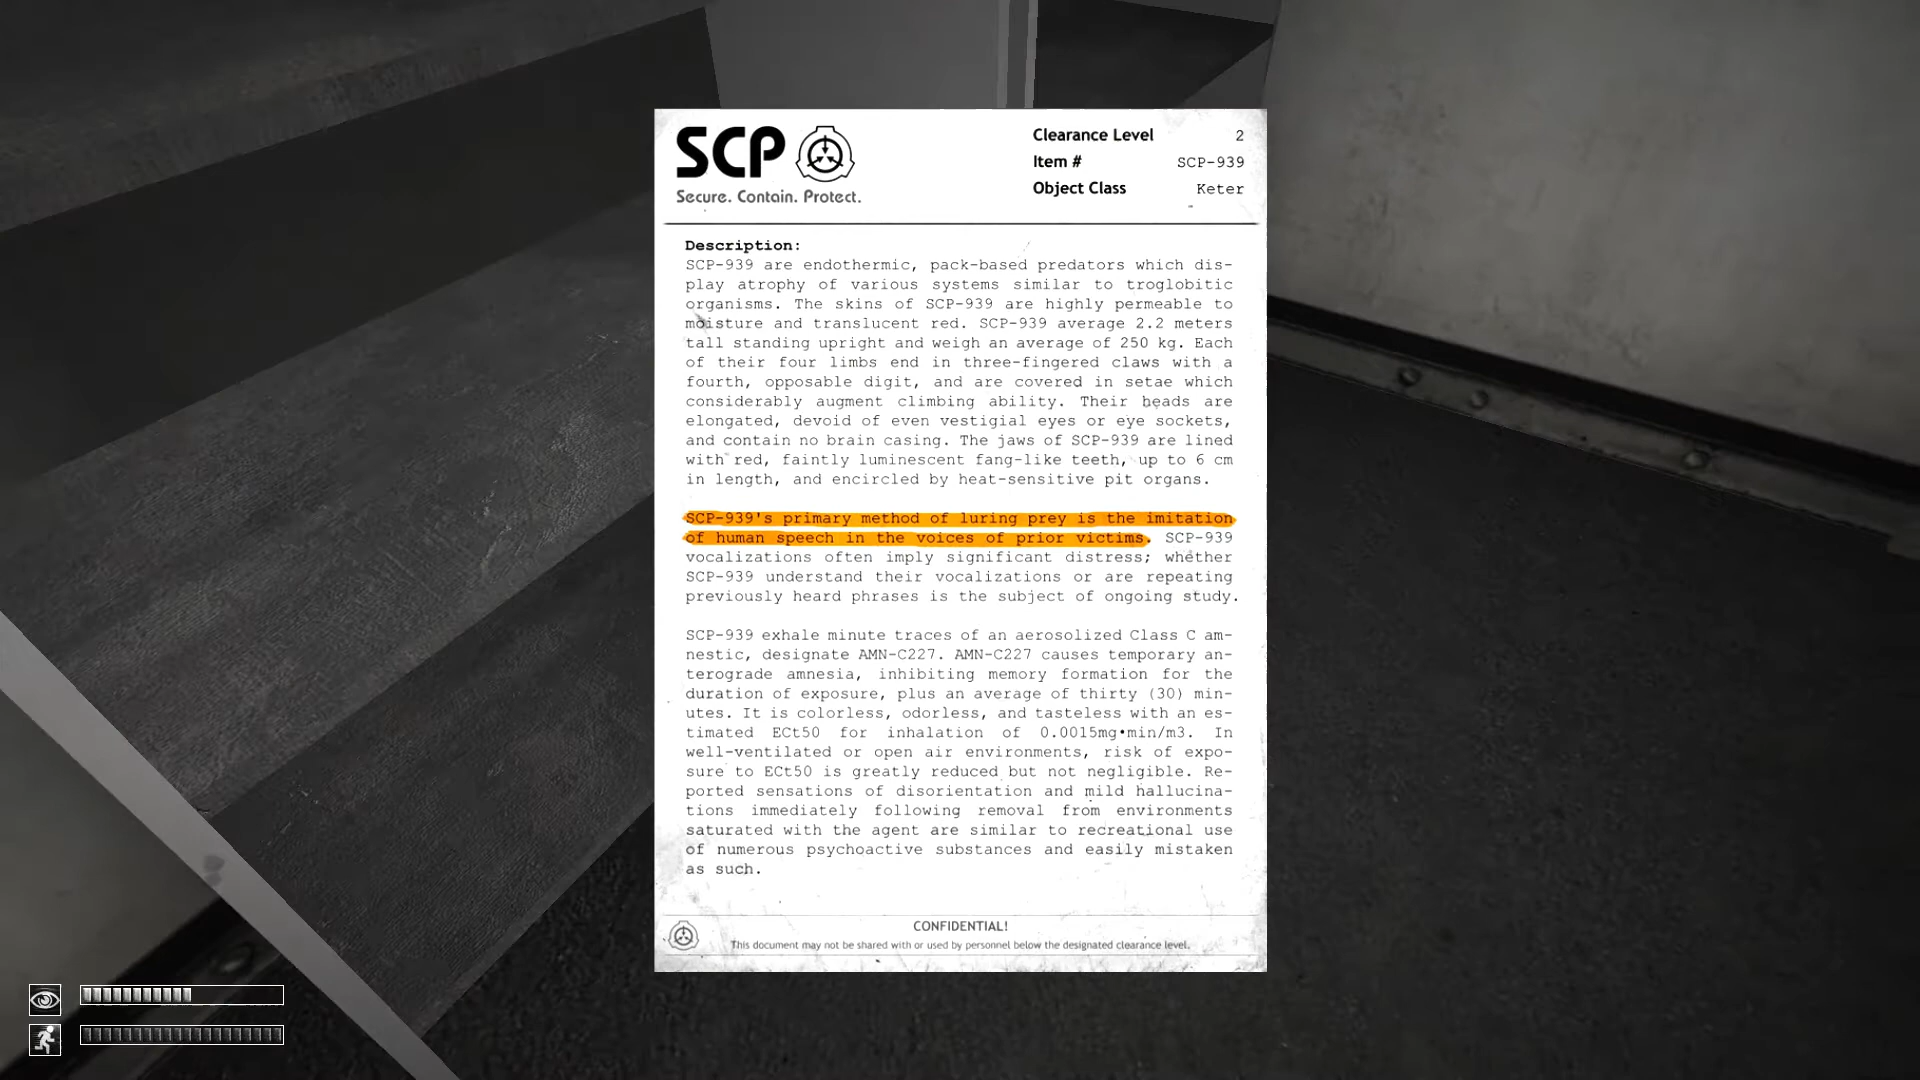 SCP
Secure. Contain. Protect.
Clearance Level 2
Item # SCP-939
Object Class Keter
Description:
SCP-939 are endothermic, pack-based predators which dis-
play atrophy of various systems similar to troglobitic
organisms. The skins of SCP-939 are highly permeable to
moisture and translucent red. SCP-939 average 2.2 meters
tall standing upright and weigh an average of 250 kg. Each
of their four limbs end in three-fingered claws with a
fourth, opposable digit, and are covered in setae which
considerably augment climbing ability. Their heads are
elongated, devoid of even vestigial eyes or eye sockets,
and contain no brain casing. The jaws of SCP-939 are lined
with red, faintly luminescent fang-like teeth, up to 6 cm
in length, and encircled by heat-sensitive pit organs.
SCP-939's primary method of luring prey is the imitation
of human speech in the voices of prior victims. SCP-939
vocalizations often imply significant distress; whether
SCP-939 understand their vocalizations or are repeating
previously heard phrases is the subject of ongoing study.
SCP-939 exhale minute traces of an aerosolized Class C am-
nestic, designate AMN-C227. AMN-C227 causes temporary an-
terograde amnesia, inhibiting memory formation for the
duration of exposure, plus an average of thirty (30) min-
utes. It is colorless, odorless, and tasteless with an es-
timated ECt50 for inhalation of 0.0015mg•min/m3. In
well-ventilated or open air environments, risk of expo-
sure to ECt50 is greatly reduced but not negligible. Re-
ported sensations of disorientation and mild hallucina-
tions immediately following removal from environments
saturated with the agent are similar to recreational use
of numerous psychoactive substances and easily mistaken
as such.
CONFIDENTIAL!
This document may not be shared with or used by personnel below the designated clearance level.